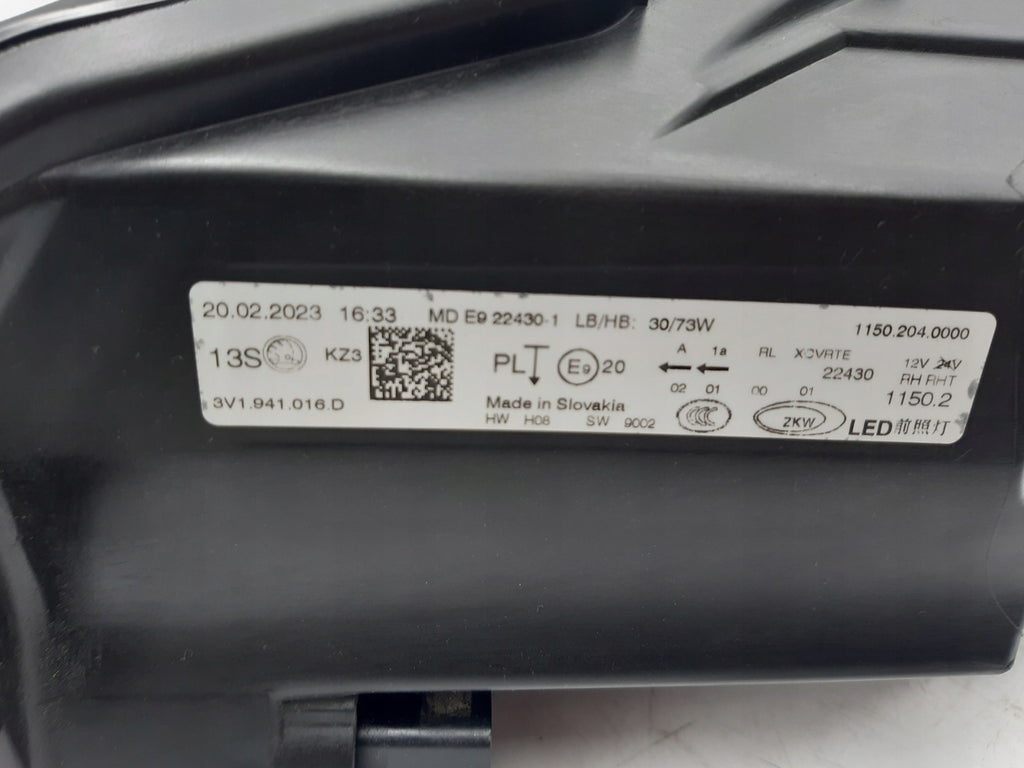 20.02.2023 16:33 MD E9 22430-1 LB/HB: 30/73W 1150.204.0000
13S KZ3 PL E9 20 A 1a RL XCVRTE 12V 24V
22430 RH RHT
02 01 00 01 1150.2
3V1.941.016.D Made in Slovakia CCC ZKW LED前照灯
HW H08 SW 9002